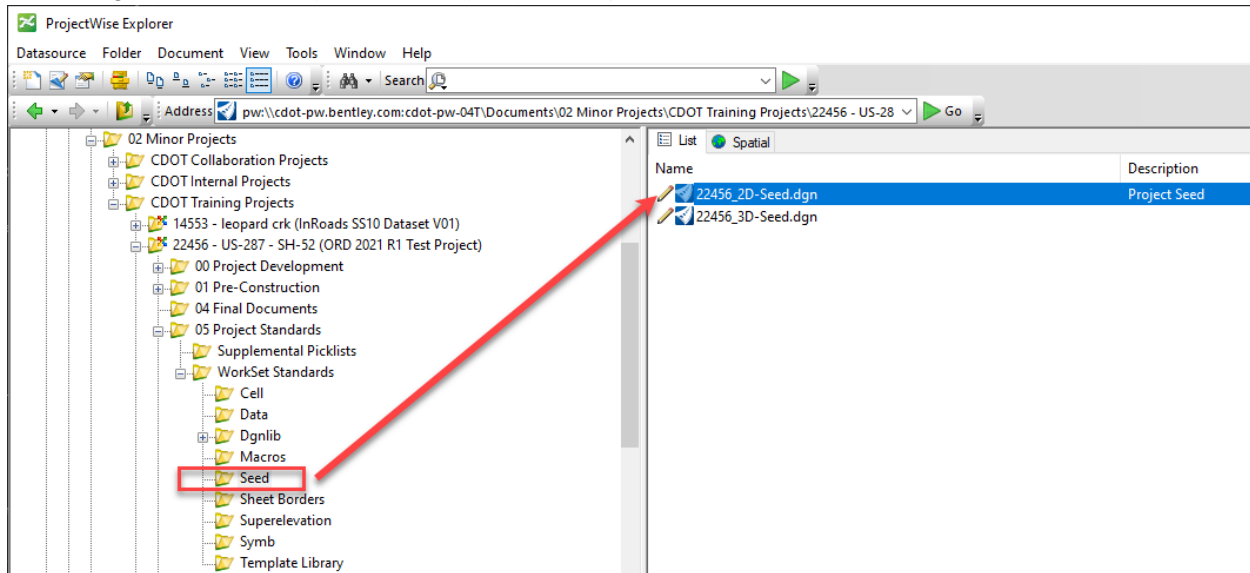 ProjectWise Explorer
Datasource Folder Document View Tools Window Help
Search
Address pw:\\cdot-pw.bentley.com:cdot-pw-04T\Documents\02 Minor Projects\CDOT Training Projects\22456 - US-28 Go
02 Minor Projects
CDOT Collaboration Projects
CDOT Internal Projects
CDOT Training Projects
14553 - leopard crk (InRoads SS10 Dataset V01)
22456 - US-287 - SH-52 (ORD 2021 R1 Test Project)
00 Project Development
01 Pre-Construction
04 Final Documents
05 Project Standards
Supplemental Picklists
WorkSet Standards
Cell
Data
Dgnlib
Macros
Seed
Sheet Borders
Superelevation
Symb
Template Library
List Spatial
Name Description
22456_2D-Seed.dgn Project Seed
22456_3D-Seed.dgn